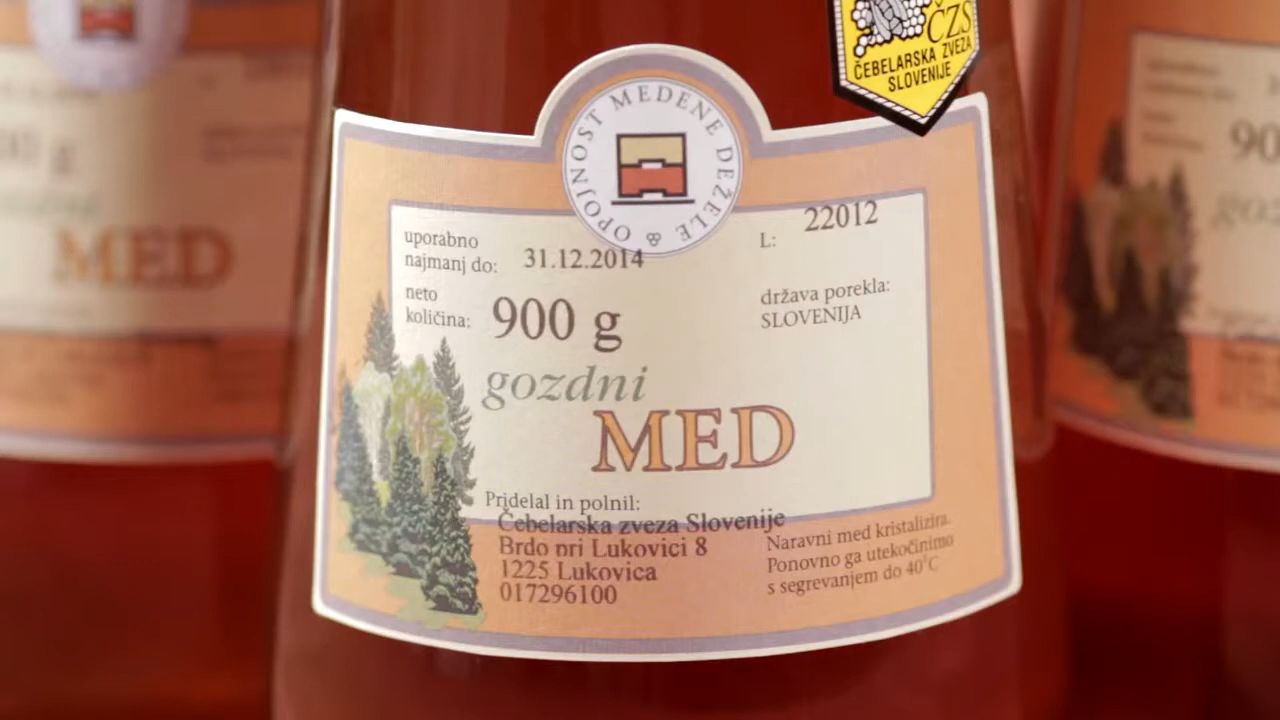 ČZS
ČEBELARSKA ZVEZA
SLOVENIJE
OPOJNOST MEDENE DEŽELE
uporabno
najmanj do: 31.12.2014
L: 22012
neto
količina: 900 g
država porekla:
SLOVENIJA
gozdni
MED
Pridelal in polnil:
Čebelarska zveza Slovenije
Brdo pri Lukovici 8
1225 Lukovica
017296100
Naravni med kristalizira.
Ponovno ga utekočinimo
s segrevanjem do 40°C
MED
90